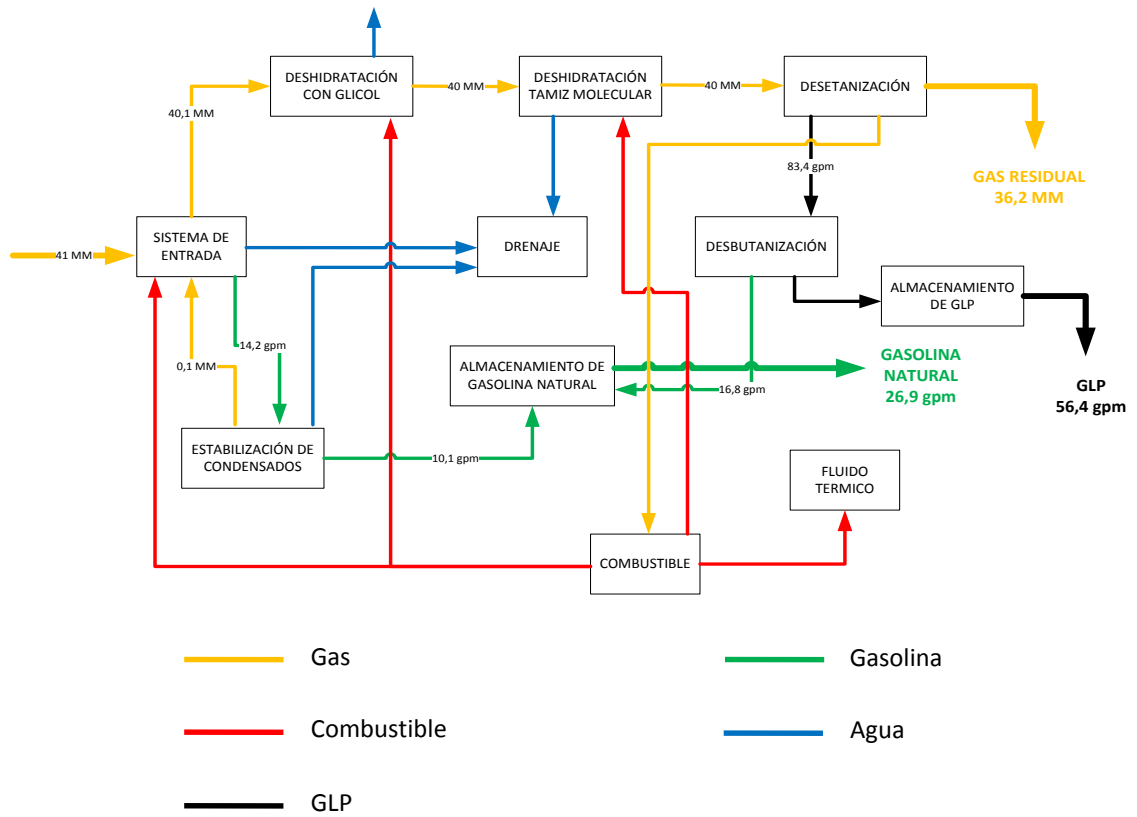 DESHIDRATACIÓN
CON GLICOL
40 MM
DESHIDRATACIÓN
TAMIZ MOLECULAR
40 MM
DESETANIZACIÓN
40,1 MM
83,4 gpm
GAS RESIDUAL
36,2 MM
41 MM
SISTEMA DE
ENTRADA
DRENAJE
DESBUTANIZACIÓN
ALMACENAMIENTO
DE GLP
14,2 gpm
0,1 MM
ALMACENAMIENTO DE
GASOLINA NATURAL
16,8 gpm
GASOLINA
NATURAL
26,9 gpm
GLP
56,4 gpm
ESTABILIZACIÓN DE
CONDENSADOS
10,1 gpm
FLUIDO
TERMICO
COMBUSTIBLE
Gas
Gasolina
Combustible
Agua
GLP